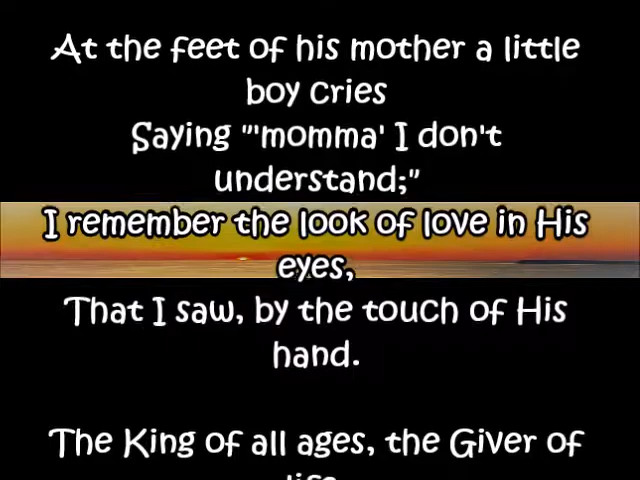 At the feet of his mother a little
boy cries
Saying "'momma' I don't
understand;"
I remember the look of love in His
eyes,
That I saw, by the touch of His
hand.
The King of all ages, the Giver of
life